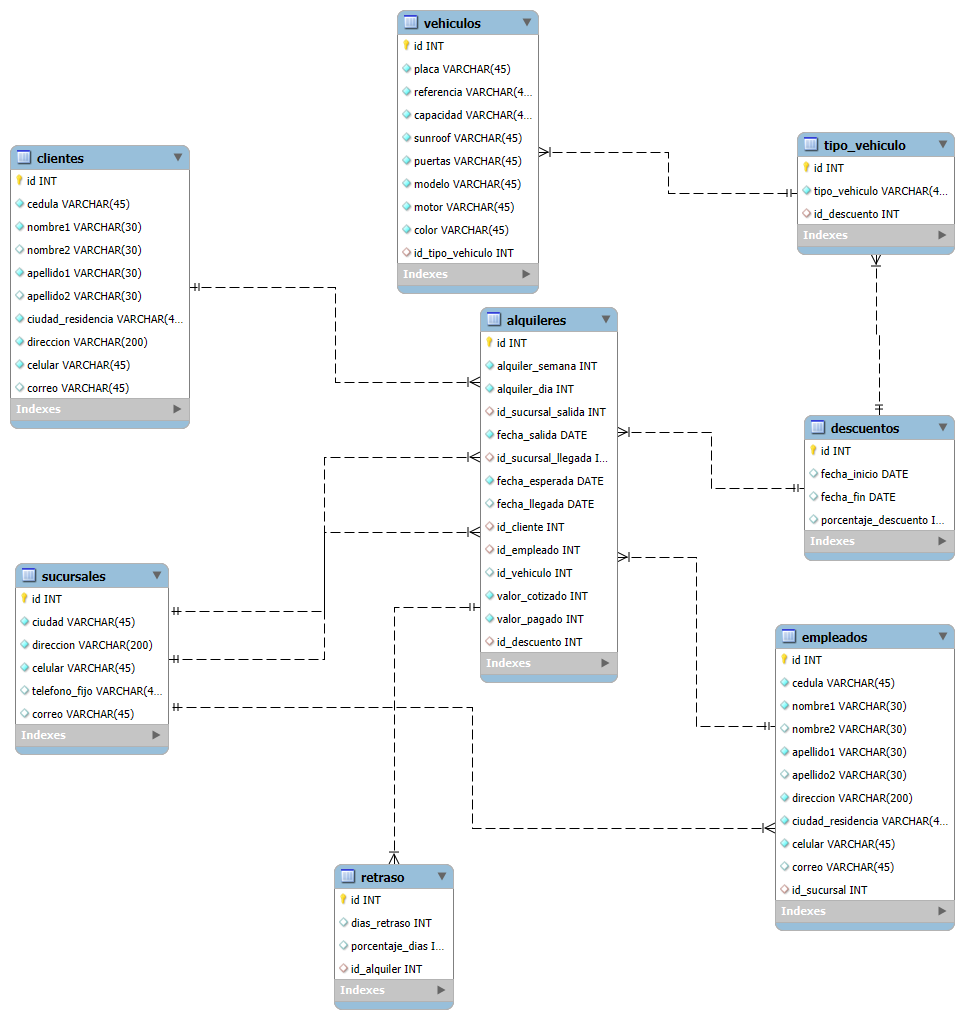 vehiculos
id INT
placa VARCHAR(45)
referencia VARCHAR(4...
capacidad VARCHAR(4...
sunroof VARCHAR(45)
puertas VARCHAR(45)
modelo VARCHAR(45)
motor VARCHAR(45)
color VARCHAR(45)
id_tipo_vehiculo INT
Indexes
clientes
id INT
cedula VARCHAR(45)
nombre1 VARCHAR(30)
nombre2 VARCHAR(30)
apellido1 VARCHAR(30)
apellido2 VARCHAR(30)
ciudad_residencia VARCHAR(4...
direccion VARCHAR(200)
celular VARCHAR(45)
correo VARCHAR(45)
Indexes
tipo_vehiculo
id INT
tipo_vehiculo VARCHAR(4...
id_descuento INT
Indexes
alquileres
id INT
alquiler_semana INT
alquiler_dia INT
id_sucursal_salida INT
fecha_salida DATE
id_sucursal_llegada I...
fecha_esperada DATE
fecha_llegada DATE
id_cliente INT
id_empleado INT
id_vehiculo INT
valor_cotizado INT
valor_pagado INT
id_descuento INT
Indexes
descuentos
id INT
fecha_inicio DATE
fecha_fin DATE
porcentaje_descuento I...
Indexes
sucursales
id INT
ciudad VARCHAR(45)
direccion VARCHAR(200)
celular VARCHAR(45)
telefono_fijo VARCHAR(4...
correo VARCHAR(45)
Indexes
empleados
id INT
cedula VARCHAR(45)
nombre1 VARCHAR(30)
nombre2 VARCHAR(30)
apellido1 VARCHAR(30)
apellido2 VARCHAR(30)
direccion VARCHAR(200)
ciudad_residencia VARCHAR(4...
celular VARCHAR(45)
correo VARCHAR(45)
id_sucursal INT
Indexes
retraso
id INT
dias_retraso INT
porcentaje_dias I...
id_alquiler INT
Indexes